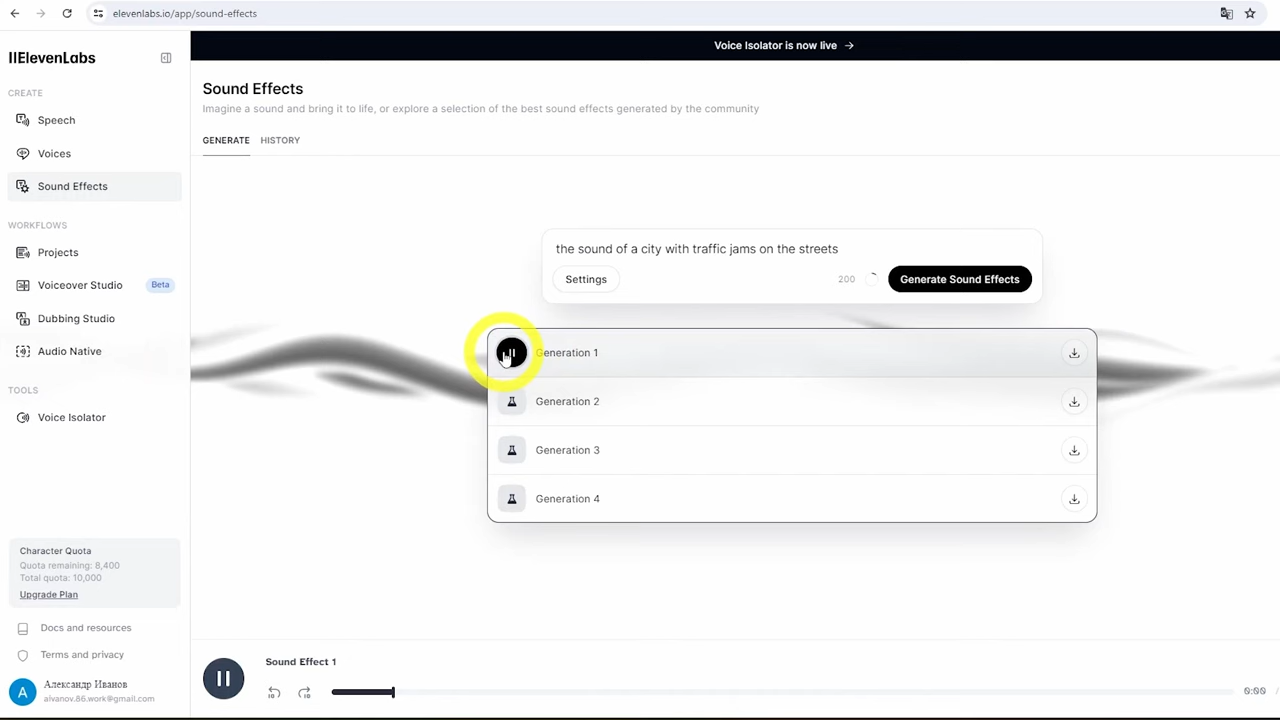 elevenlabs.io/app/sound-effects
Voice Isolator is now live →
IIElevenLabs
CREATE
Speech
Voices
Sound Effects
WORKFLOWS
Projects
Voiceover Studio Beta
Dubbing Studio
Audio Native
TOOLS
Voice Isolator
Character Quota
Quota remaining: 8,400
Total quota: 10,000
Upgrade Plan
Docs and resources
Terms and privacy
A
Александр Иванов
alvanov.86.work@gmail.com
Sound Effects
Imagine a sound and bring it to life, or explore a selection of the best sound effects generated by the community
GENERATE HISTORY
the sound of a city with traffic jams on the streets
Settings 200 Generate Sound Effects
Generation 1
Generation 2
Generation 3
Generation 4
Sound Effect 1
10 10 0:00 /